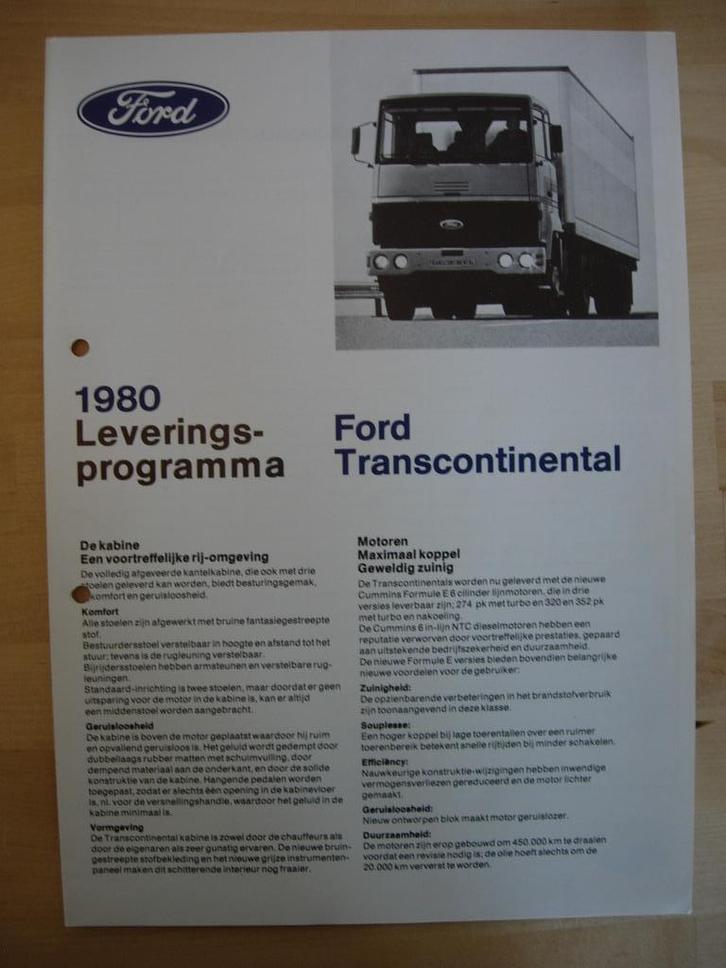 Ford
1980
Leverings-
programma
Ford
Transcontinental
De kabine
Een voortreffelijke rij-omgeving
De volledig afgeveerde kantelkabine, die ook met drie
stoelen geleverd kan worden, biedt besturingsgemak,
komfort en geruisloosheid.
Komfort
Alle stoelen zijn afgewerkt met bruine fantasiegestreepte
stof.
Bestuurdersstoel verstelbaar in hoogte en afstand tot het
stuur; tevens is de rugleuning verstelbaar.
Bijrijdersstoelen hebben armsteunen en verstelbare rug-
leuningen.
Standaard-inrichting is twee stoelen, maar doordat er geen
uitsparing voor de motor in de kabine is, kan er altijd
een middenstoel worden aangebracht.
Geruisloosheid
De kabine is boven de motor geplaatst waardoor hij ruim
en opvallend geruisloos is. Het geluid wordt gedempt door
dubbellaags rubber matten met schuimvulling, door
dempend materiaal aan de onderkant, en door de solide
konstruktie van de kabine. Hangende pedalen worden
toegepast, zodat er slechts één opening in de kabinevloer
is, nl. voor de versnellingshandle, waardoor het geluid in de
kabine minimaal is.
Vormgeving
De Transcontinental kabine is zowel door de chauffeurs als
door de eigenaren als zeer gunstig ervaren. De nieuwe bruin-
gestreepte stofbekleding en het nieuwe grijze instrumenten-
paneel maken dit schitterende interieur nog fraaier.
Motoren
Maximaal koppel
Geweldig zuinig
De Transcontinentals worden nu geleverd met de nieuwe
Cummins Formule E 6 cilinder lijnmotoren, die in drie
versies leverbaar zijn; 274 pk met turbo en 320 en 352 pk
met turbo en nakoeling.
De Cummins 6 in-lijn NTC dieselmotoren hebben een
reputatie verworven door voortreffelijke prestaties, gepaard
aan uitstekende bedrijfszekerheid en duurzaamheid.
De nieuwe Formule E versies bieden bovendien belangrijke
nieuwe voordelen voor de gebruiker:
Zuinigheid:
De opzienbarende verbeteringen in het brandstofverbruik
zijn toonaangevend in deze klasse.
Souplesse:
Een hoger koppel bij lage toerentallen over een ruimer
toerenbereik betekent snelle rijtijden bij minder schakelen.
Efficiëncy:
Nauwkeurige konstruktie-wijzigingen hebben inwendige
vermogensverliezen gereduceerd en de motor lichter
gemaakt.
Geruisloosheid:
Nieuw ontworpen blok maakt motor geruislozer.
Duurzaamheid:
De motoren zijn erop gebouwd om 450.000 km te draaien
voordat een revisie nodig is; de olie hoeft slechts om de
20.000 km ververst te worden.